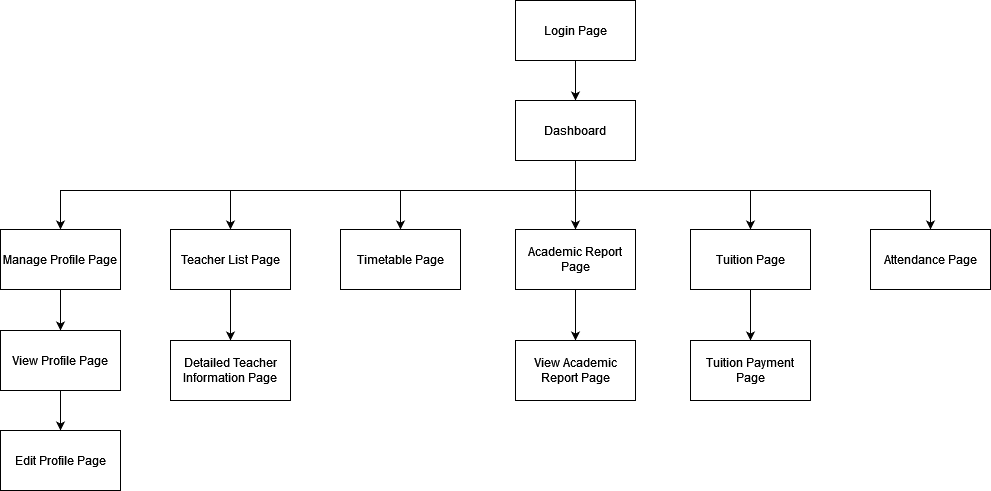 Login Page
Dashboard
Manage Profile Page
Teacher List Page
Timetable Page
Academic Report
Page
Tuition Page
Attendance Page
View Profile Page
Detailed Teacher
Information Page
View Academic
Report Page
Tuition Payment
Page
Edit Profile Page